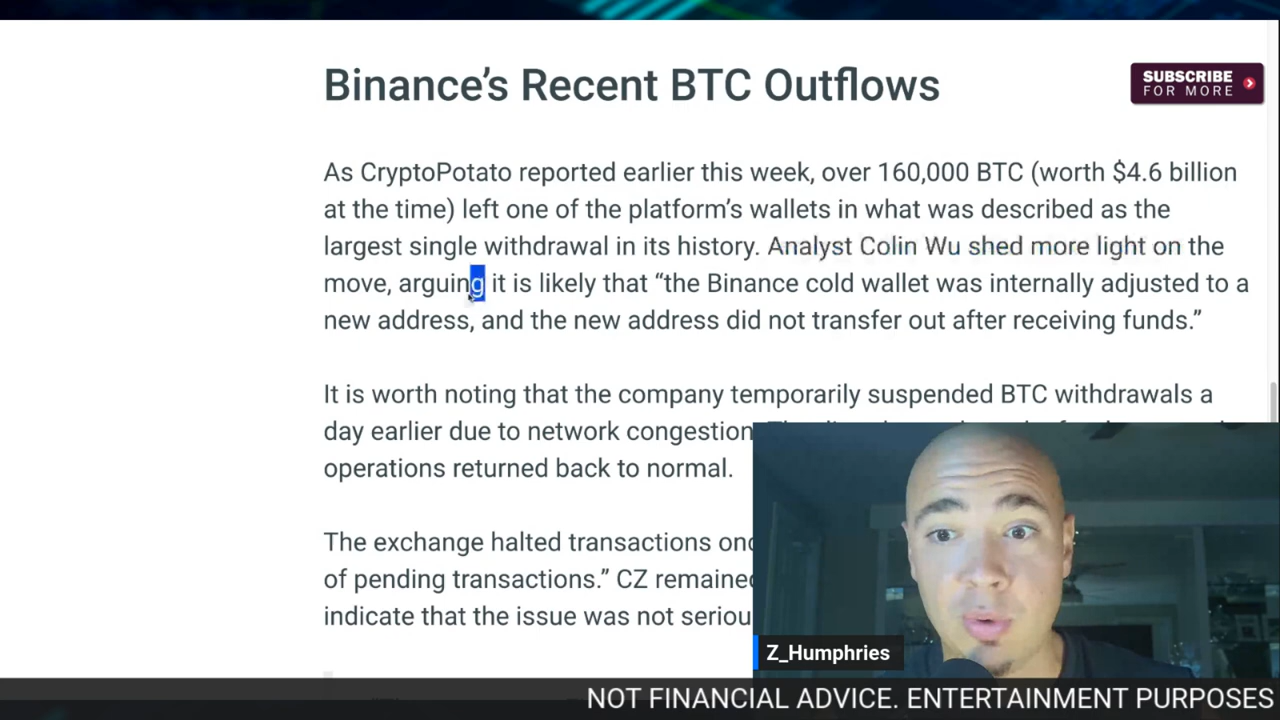 Binance’s Recent BTC Outflows
SUBSCRIBE
FOR MORE
As CryptoPotato reported earlier this week, over 160,000 BTC (worth $4.6 billion
at the time) left one of the platform’s wallets in what was described as the
largest single withdrawal in its history. Analyst Colin Wu shed more light on the
move, arguing it is likely that “the Binance cold wallet was internally adjusted to a
new address, and the new address did not transfer out after receiving funds.”
It is worth noting that the company temporarily suspended BTC withdrawals a
day earlier due to network congestion.
operations returned back to normal.
The exchange halted transactions
of pending transactions.” CZ remained
indicate that the issue was not
Z_Humphries
NOT FINANCIAL ADVICE. ENTERTAINMENT PURPOSES